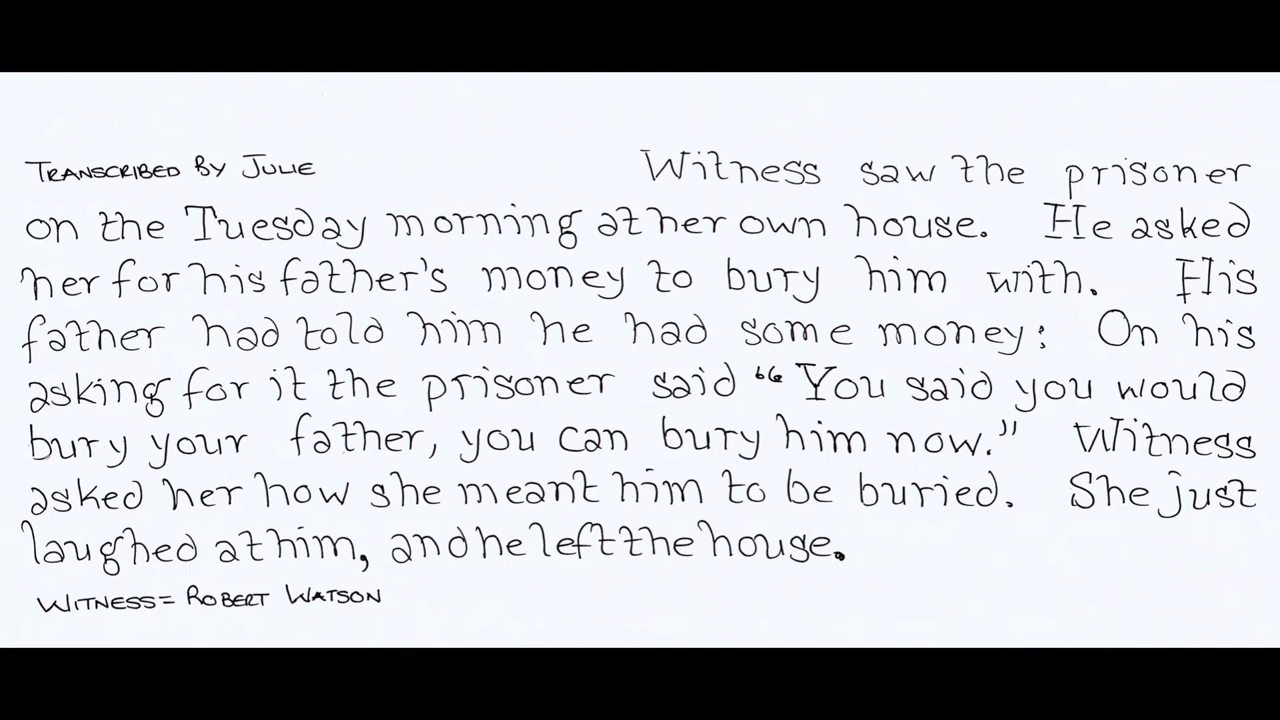 TRANSCRIBED BY JULIE Witness saw the prisoner
on the Tuesday morning at her own house. He asked
her for his father's money to bury him with. His
father had told him he had some money: On his
asking for it the prisoner said “You said you would
bury your father, you can bury him now.” Witness
asked her how she meant him to be buried. She just
laughed at him, and he left the house.
WITNESS= ROBERT WATSON